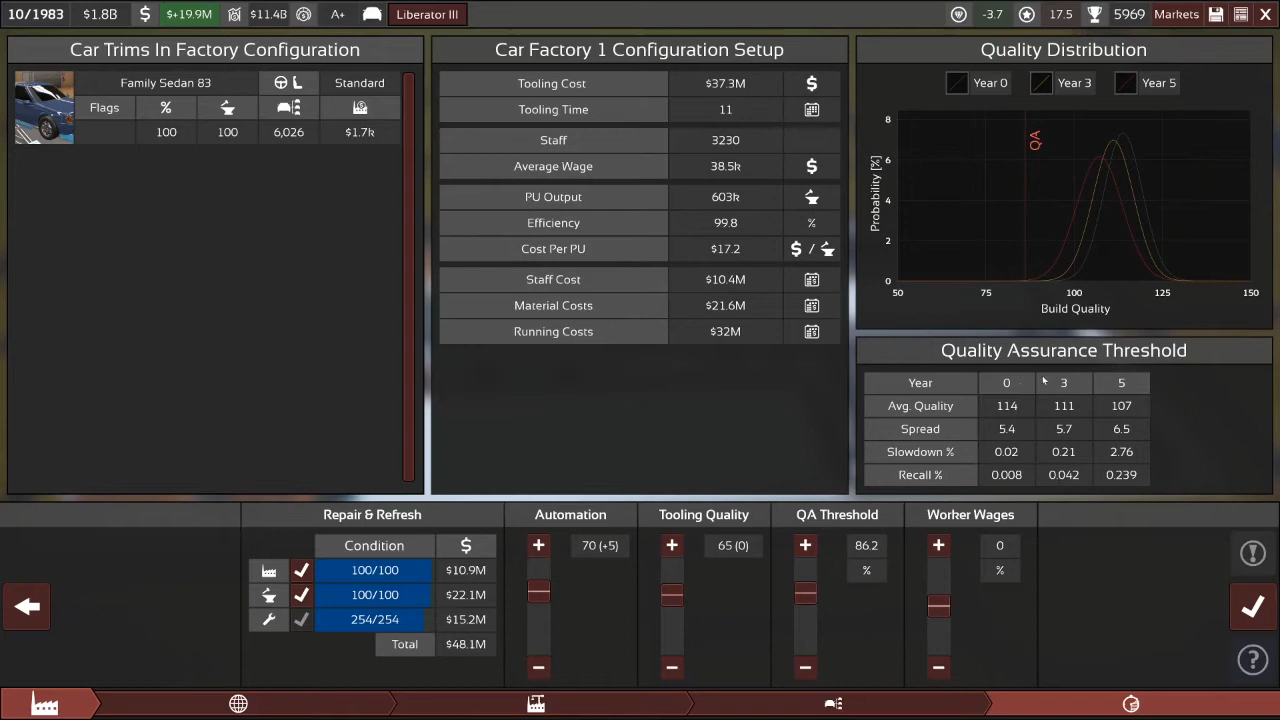 10/1983 $1.8B $+19.9M $11.4B A+ Liberator III -3.7 17.5 5969 Markets
Car Trims In Factory Configuration
Family Sedan 83 Standard
Flags %
100 100 6,026 $1.7k
Car Factory 1 Configuration Setup
Tooling Cost $37.3M $
Tooling Time 11
Staff 3230
Average Wage 38.5k $
PU Output 603k
Efficiency 99.8 %
Cost Per PU $17.2 $ /
Staff Cost $10.4M
Material Costs $21.6M
Running Costs $32M
Quality Distribution
Year 0 Year 3 Year 5
Probability [%]
8
6
4
2
0
QA
50 75 100 125 150
Build Quality
Quality Assurance Threshold
Year 0 3 5
Avg. Quality 114 111 107
Spread 5.4 5.7 6.5
Slowdown % 0.02 0.21 2.76
Recall % 0.008 0.042 0.239
Repair & Refresh
Condition $
100/100 $10.9M
100/100 $22.1M
254/254 $15.2M
Total $48.1M
Automation
+ 70 (+5)
−
Tooling Quality
+ 65 (0)
−
QA Threshold
+ 86.2
%
−
Worker Wages
+ 0
%
−
!
?